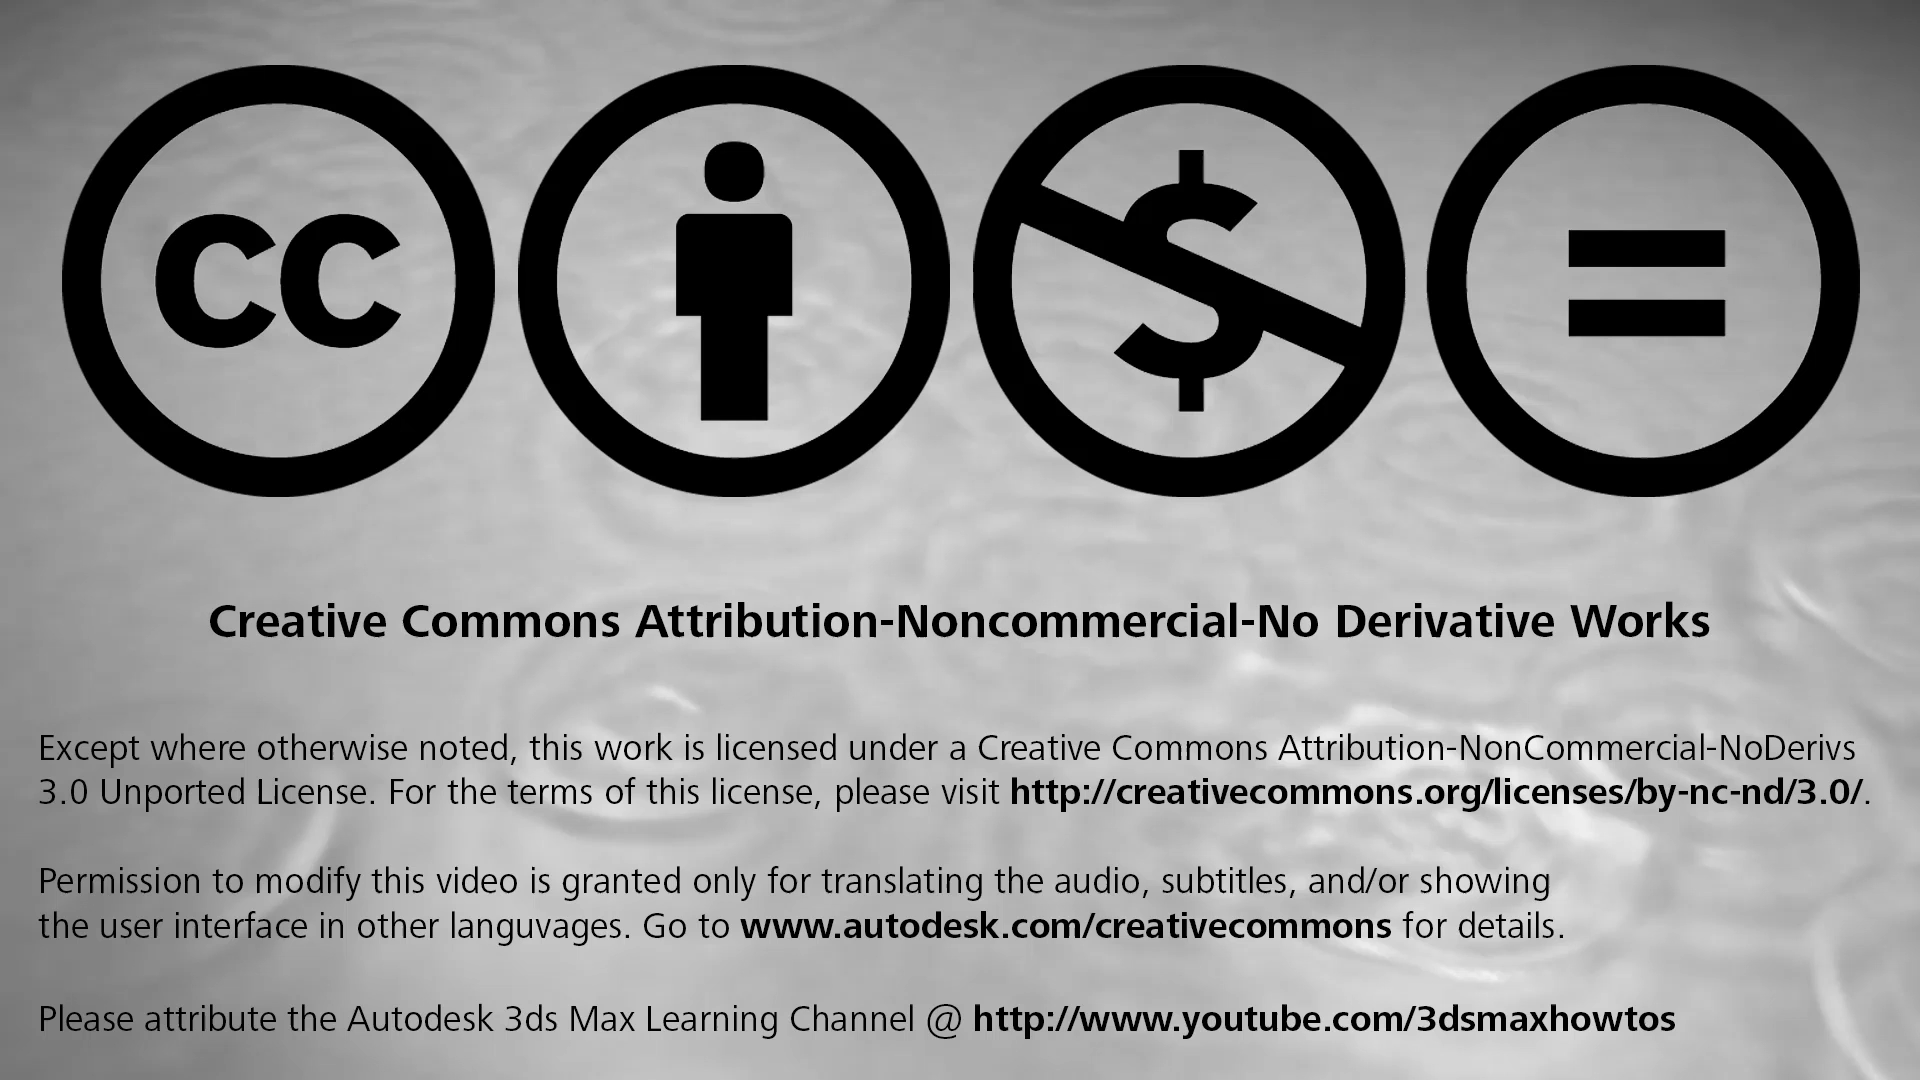 cc
$
=
Creative Commons Attribution-Noncommercial-No Derivative Works
Except where otherwise noted, this work is licensed under a Creative Commons Attribution-NonCommercial-NoDerivs
3.0 Unported License. For the terms of this license, please visit http://creativecommons.org/licenses/by-nc-nd/3.0/.
Permission to modify this video is granted only for translating the audio, subtitles, and/or showing
the user interface in other languvages. Go to www.autodesk.com/creativecommons for details.
Please attribute the Autodesk 3ds Max Learning Channel @ http://www.youtube.com/3dsmaxhowtos